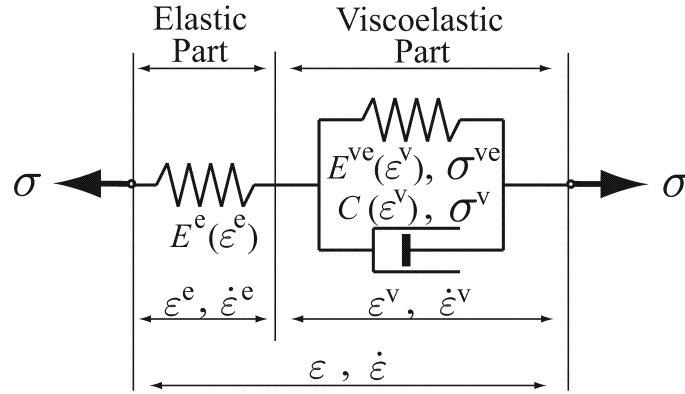 Elastic Part
Viscoelastic Part
σ
σ
E^ve(ε^v), σ^ve
C(ε^v), σ^v
E^e(ε^e)
ε^e, ε̇^e
ε^v, ε̇^v
ε, ε̇